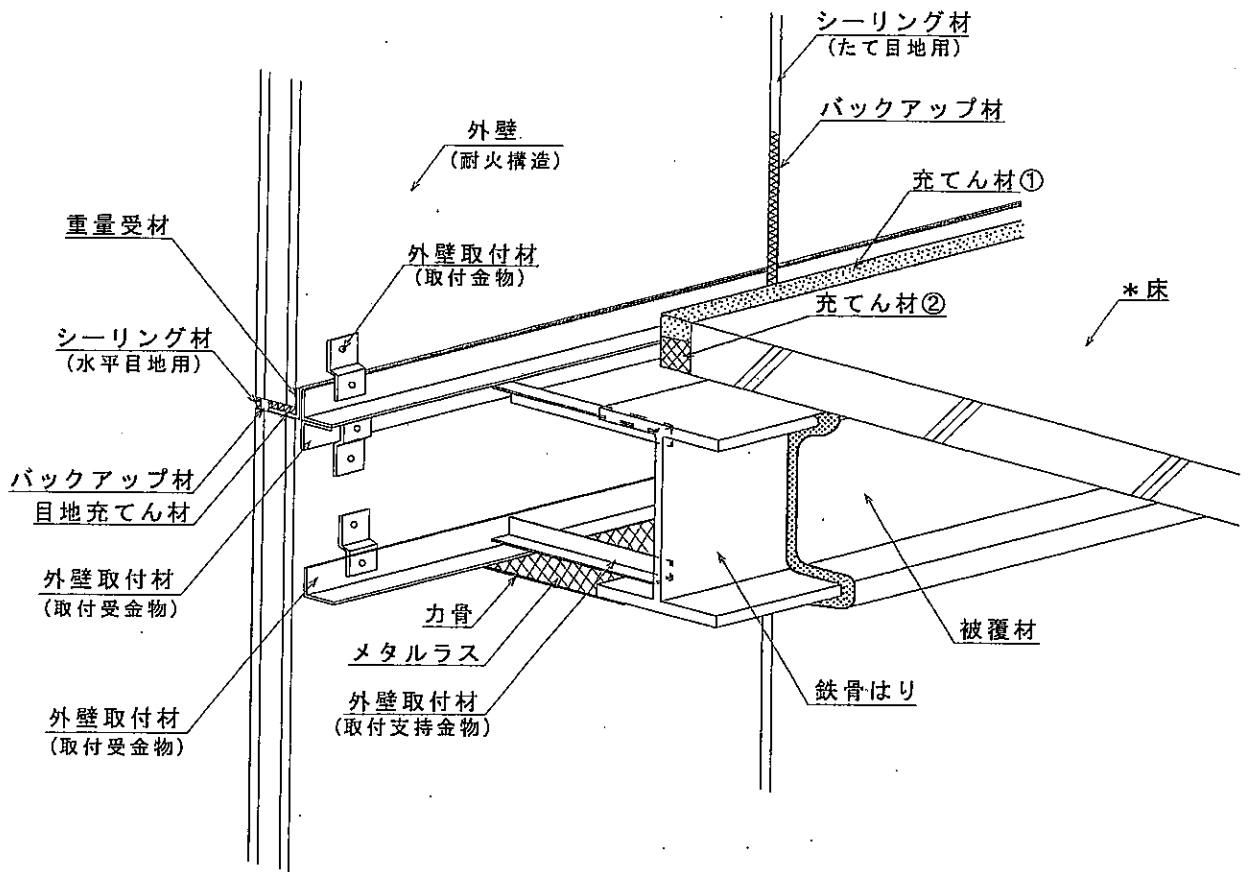 シーリング材
(たて目地用)
バックアップ材
外壁
(耐火構造)
充てん材①
重量受材
外壁取付材
(取付金物)
充てん材②
*床
シーリング材
(水平目地用)
バックアップ材
目地充てん材
外壁取付材
(取付受金物)
力骨
メタルラス
被覆材
外壁取付材
(取付支持金物)
鉄骨はり
外壁取付材
(取付受金物)